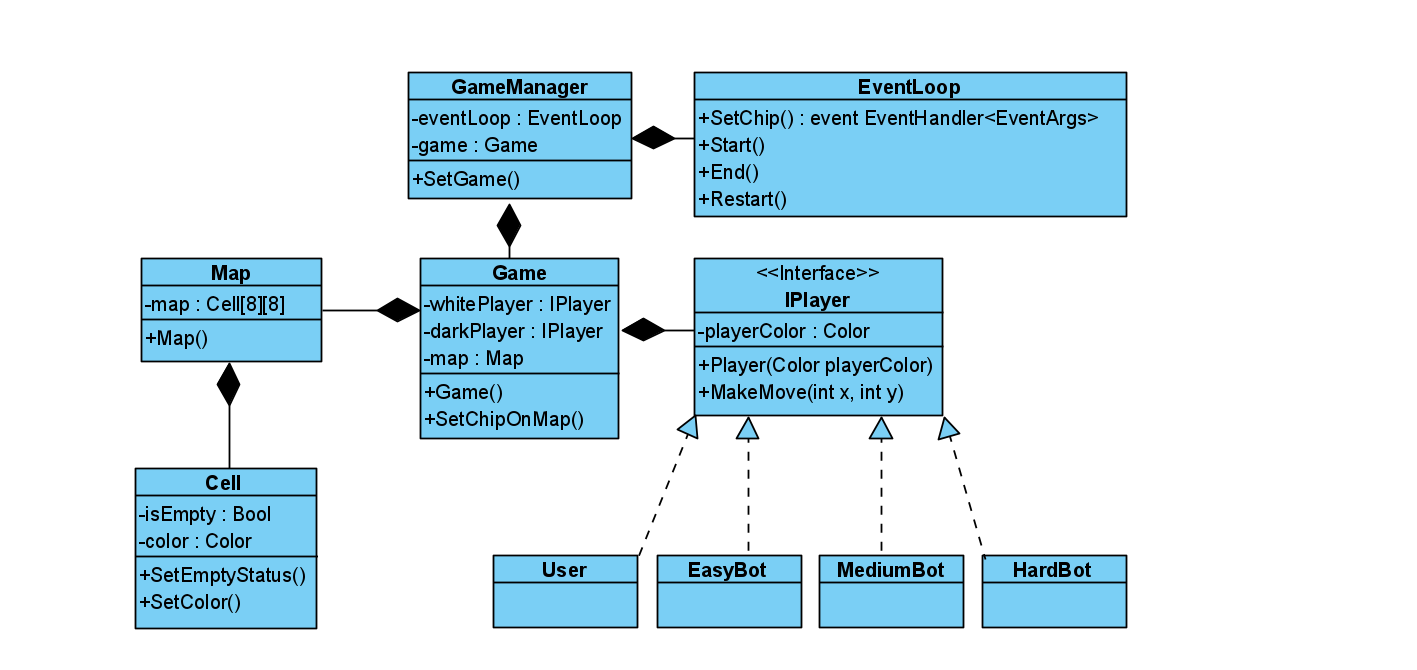 GameManager
-eventLoop : EventLoop
-game : Game
+SetGame()
EventLoop
+SetChip() : event EventHandler<EventArgs>
+Start()
+End()
+Restart()
Map
-map : Cell[8][8]
+Map()
Game
-whitePlayer : IPlayer
-darkPlayer : IPlayer
-map : Map
+Game()
+SetChipOnMap()
<<Interface>>
IPlayer
-playerColor : Color
+Player(Color playerColor)
+MakeMove(int x, int y)
Cell
-isEmpty : Bool
-color : Color
+SetEmptyStatus()
+SetColor()
User
EasyBot
MediumBot
HardBot